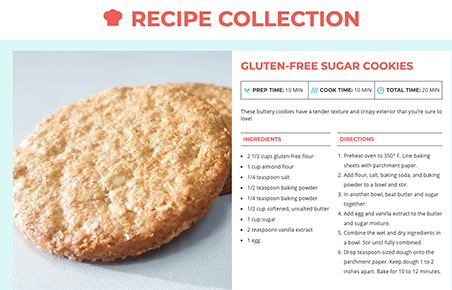 RECIPE COLLECTION
GLUTEN-FREE SUGAR COOKIES
PREP TIME: 10 MIN
COOK TIME: 10 MIN
TOTAL TIME: 20 MIN
These buttery cookies have a tender texture and crispy exterior that you're sure to
love!
INGREDIENTS
2 1/2 cups gluten-free flour
1 cup almond flour
1/4 teaspoon salt
1/2 teaspoon baking powder
1/4 teaspoon baking powder
1/2 cup softened, unsalted butter
1 cup sugar
2 teaspoons vanilla extract
1 egg
DIRECTIONS
1. Preheat oven to 350° F. Line baking
sheets with parchment paper.
2. Add flour, salt, baking soda, and baking
powder to a bowl and stir.
3. In another bowl, beat butter and sugar
together.
4. Add egg and vanilla extract to the butter
and sugar mixture.
5. Combine the wet and dry ingredients in
a bowl. Stir until fully combined.
6. Drop teaspoon-sized dough onto the
parchment paper. Keep dough 1 to 2
inches apart. Bake for 10 to 12 minutes.